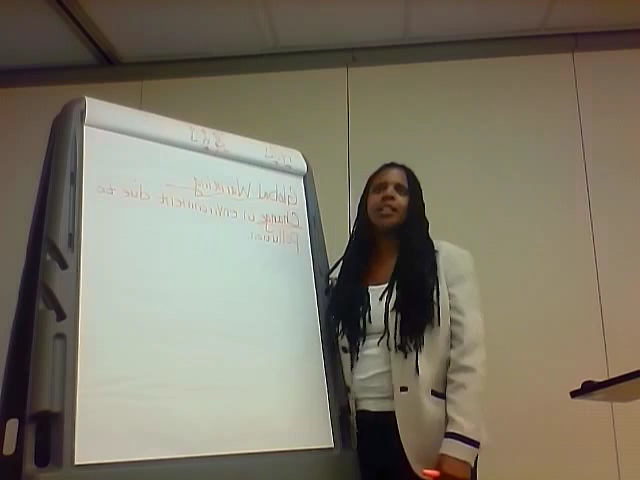 Global Warming –
Change in environment due to
Pollution